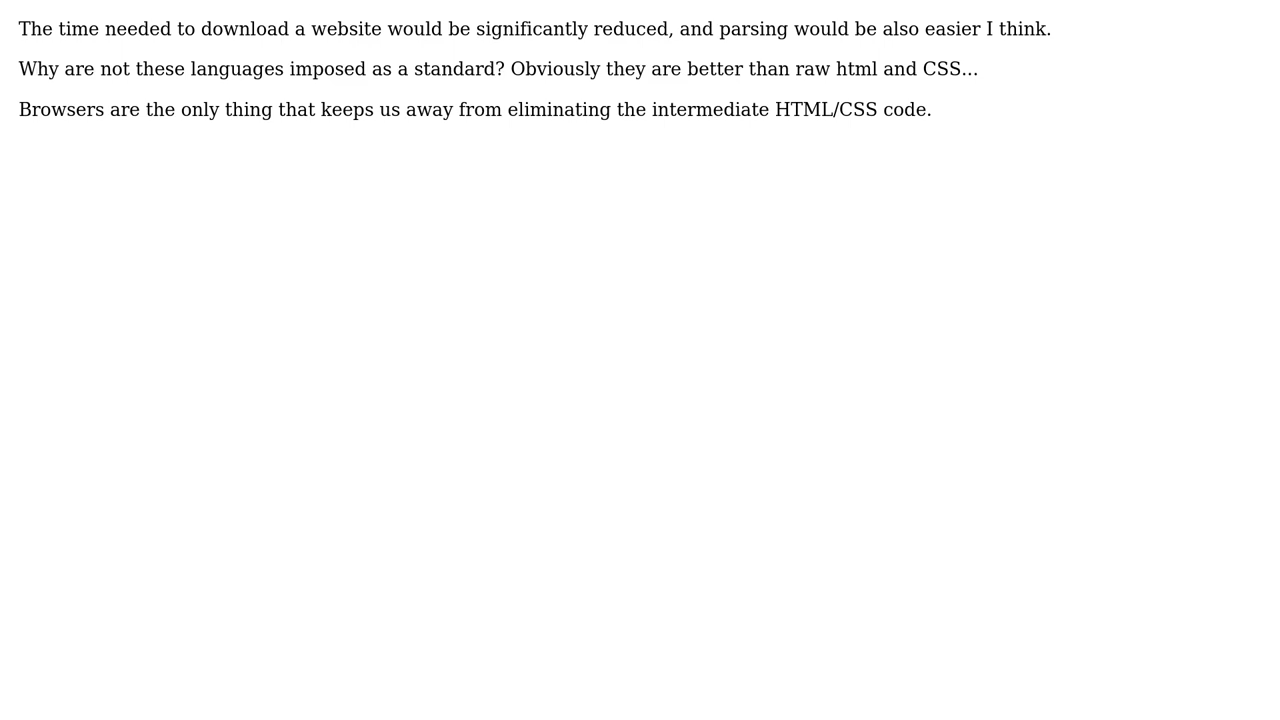 The time needed to download a website would be significantly reduced, and parsing would be also easier I think.
Why are not these languages imposed as a standard? Obviously they are better than raw html and CSS...
Browsers are the only thing that keeps us away from eliminating the intermediate HTML/CSS code.